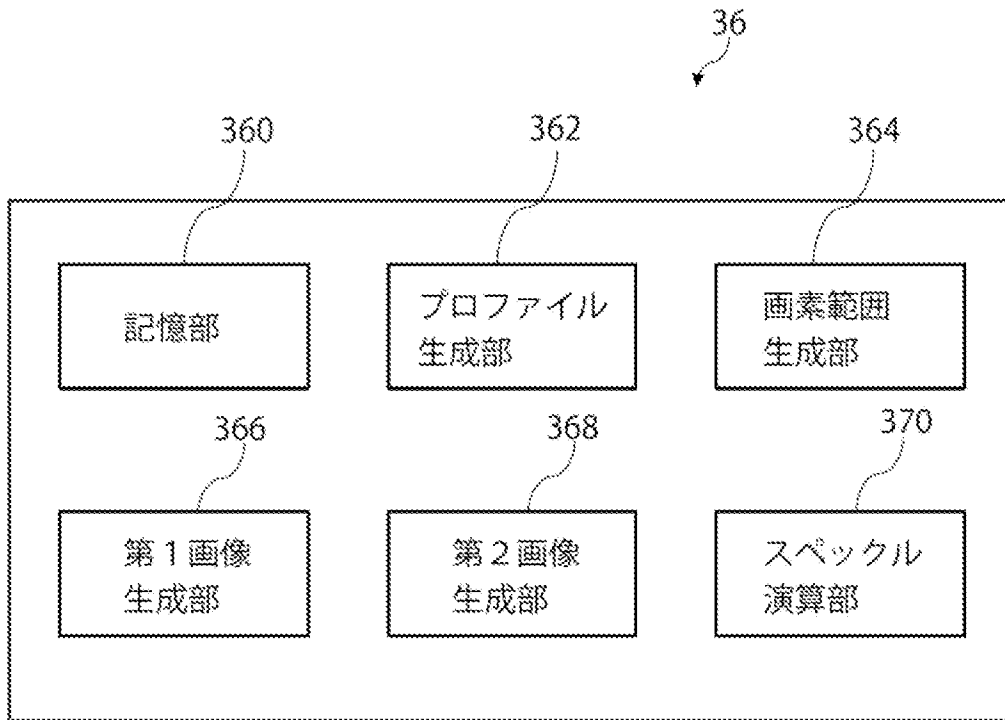 36
360
362
364
記憶部
プロファイル
生成部
画素範囲
生成部
366
368
370
第1画像
生成部
第2画像
生成部
スペックル
演算部